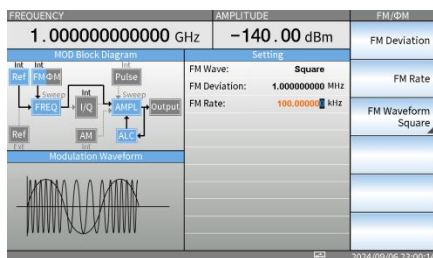 FREQUENCY
AMPLITUDE
FM/ΦM
1.000000000000 GHz
-140.00 dBm
MOD Block Diagram
Int
Int
Int
Ref
FM ΦM
Pulse
Sweep
Int
Sweep
FREQ
I/Q
AMPL
Output
Ref
AM
ALC
Ext
Int
Modulation Waveform
Setting
FM Wave: Square
FM Deviation: 1.000000000 MHz
FM Rate: 100.000000 kHz
FM Deviation
FM Rate
FM Waveform
Square
2024/09/06 23:00:14